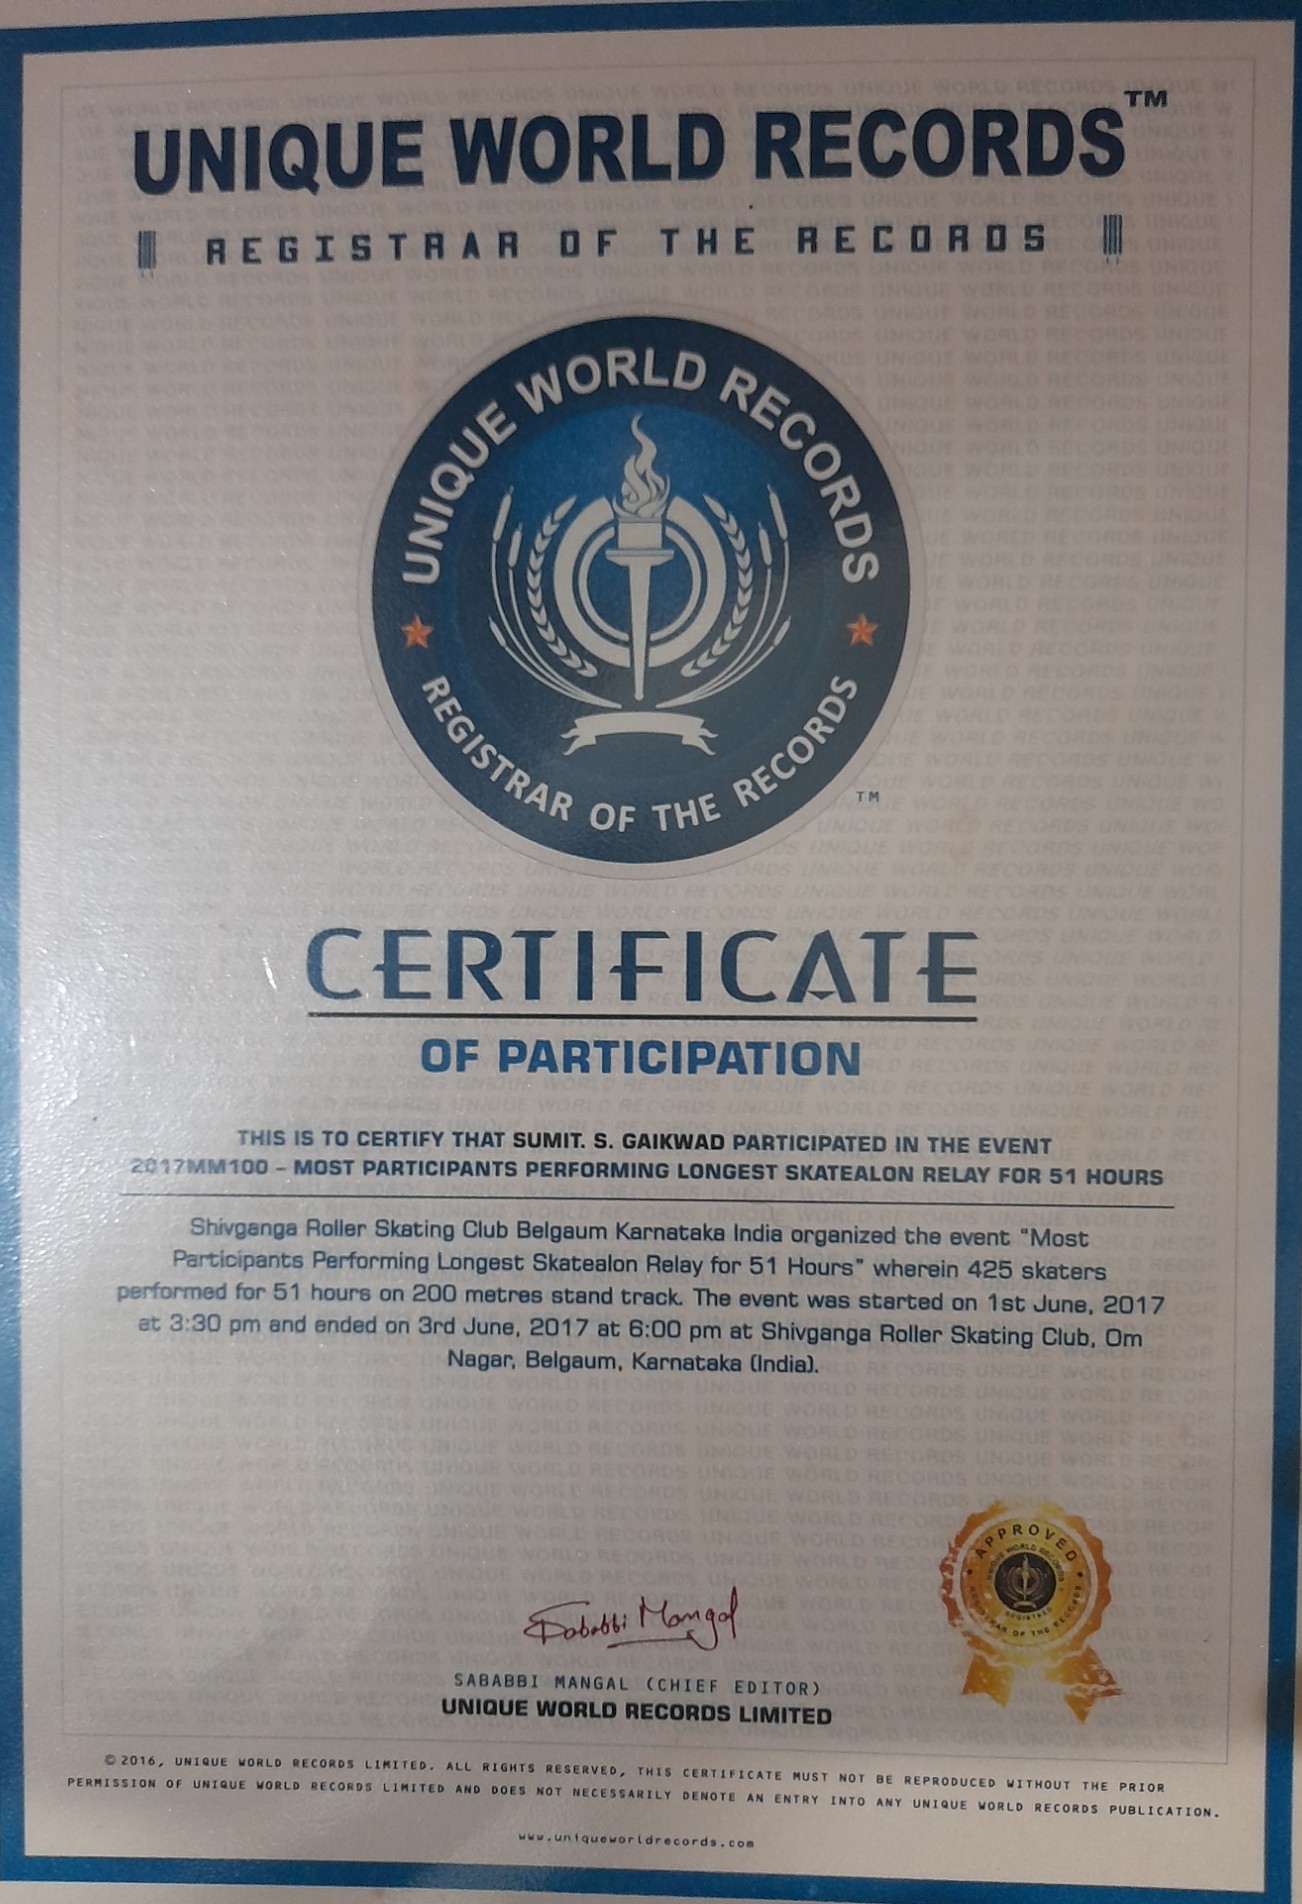 UNIQUE WORLD RECORDS™
REGISTRAR OF THE RECORDS
UNIQUE WORLD RECORDS
REGISTRAR OF THE RECORDS
TM
CERTIFICATE
OF PARTICIPATION
THIS IS TO CERTIFY THAT SUMIT. S. GAIKWAD PARTICIPATED IN THE EVENT
2017MM100 – MOST PARTICIPANTS PERFORMING LONGEST SKATEALON RELAY FOR 51 HOURS
Shivganga Roller Skating Club Belgaum Karnataka India organized the event "Most
Participants Performing Longest Skatealon Relay for 51 Hours" wherein 425 skaters
performed for 51 hours on 200 metres stand track. The event was started on 1st June, 2017
at 3:30 pm and ended on 3rd June, 2017 at 6:00 pm at Shivganga Roller Skating Club, Om
Nagar, Belgaum, Karnataka (India).
APPROVED
UNIQUE WORLD RECORDS
REGISTRAR OF THE RECORDS
Sababbi Mangal
SABABBI MANGAL (CHIEF EDITOR)
UNIQUE WORLD RECORDS LIMITED
© 2016, UNIQUE WORLD RECORDS LIMITED. ALL RIGHTS RESERVED, THIS CERTIFICATE MUST NOT BE REPRODUCED WITHOUT THE PRIOR
PERMISSION OF UNIQUE WORLD RECORDS LIMITED AND DOES NOT NECESSARILY DENOTE AN ENTRY INTO ANY UNIQUE WORLD RECORDS PUBLICATION.
www.uniqueworldrecords.com